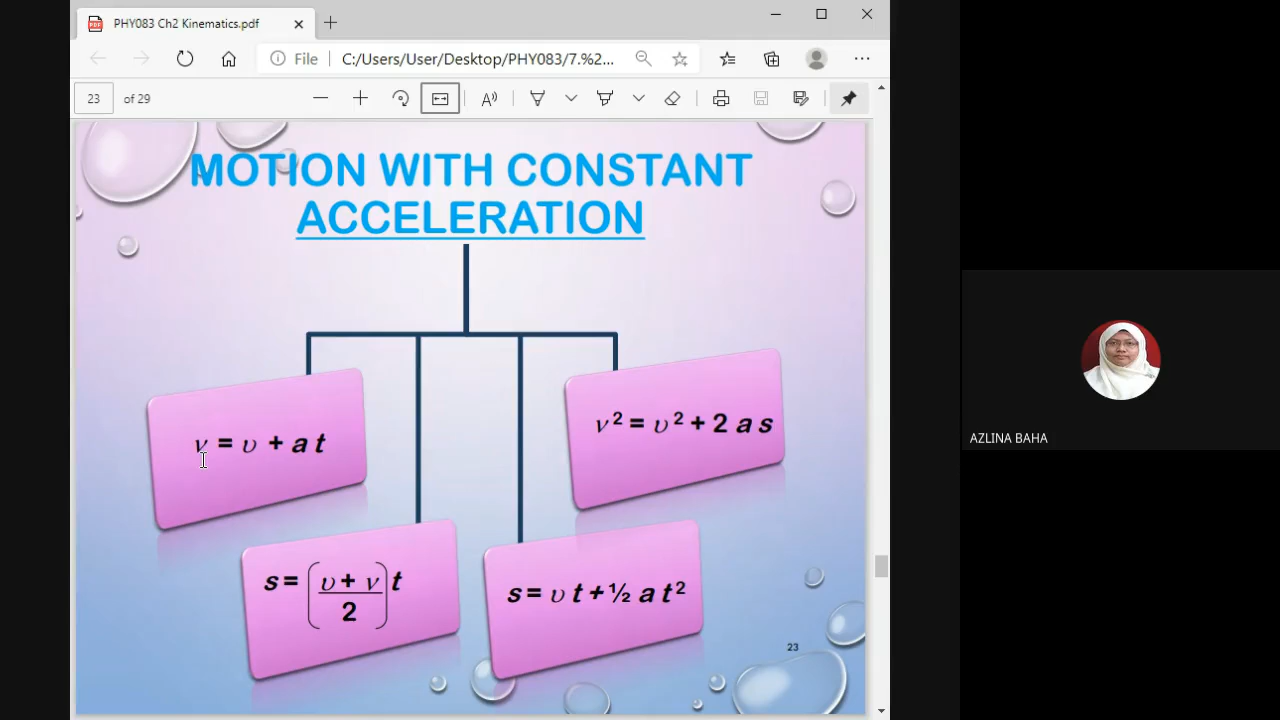 PHY083 Ch2 Kinematics.pdf
File
C:/Users/User/Desktop/PHY083/7.%2...
23 of 29
MOTION WITH CONSTANT
ACCELERATION
ν = υ + a t
ν² = υ² + 2 a s
s = (υ + ν / 2) t
s = υ t + ½ a t²
23
AZLINA BAHA